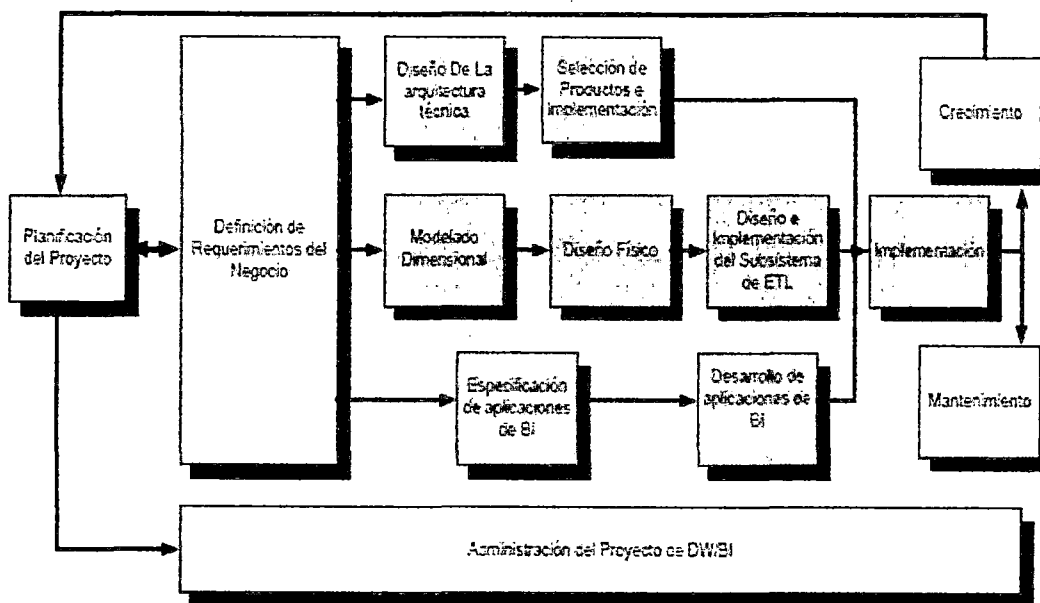 Planificación
del Proyecto
Definición de
Requerimientos del
Negocio
Diseño De La
arquitectura
técnica
Selección de
Productos e
Implementación
Modelado
Dimensional
Diseño Físico
Diseño e
Implementación
del Subsistema
de ETL
Especificación
de aplicaciones
de BI
Desarrollo de
aplicaciones de
BI
Implementación
Crecimiento
Mantenimiento
Administración del Proyecto de DW/BI